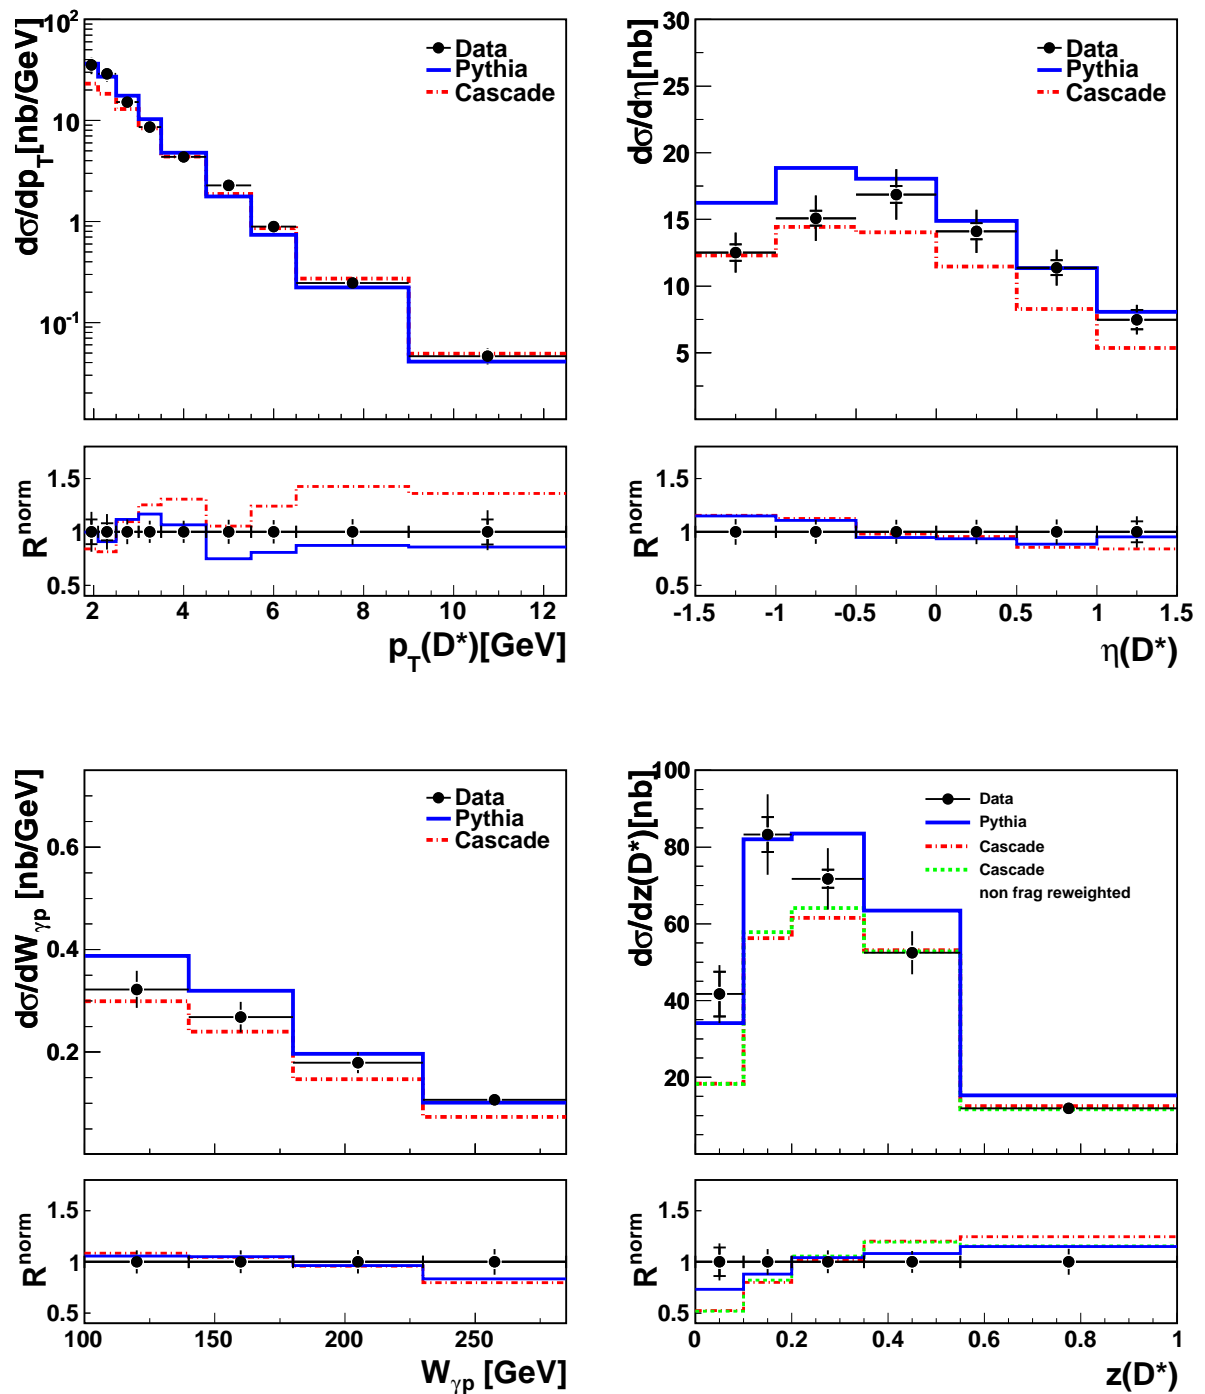 dσ/dp_T[nb/GeV]
10^2
10
1
10^-1
Data
Pythia
Cascade
R^norm
1.5
1
0.5
2 4 6 8 10 12
p_T(D*)[GeV]
dσ/dη[nb]
30
25
20
15
10
5
Data
Pythia
Cascade
R^norm
1.5
1
0.5
-1.5 -1 -0.5 0 0.5 1 1.5
η(D*)
dσ/dW_γp [nb/GeV]
0.6
0.4
0.2
Data
Pythia
Cascade
R^norm
1.5
1
0.5
100 150 200 250
W_γp [GeV]
dσ/dz(D*)[nb]
100
80
60
40
20
Data
Pythia
Cascade
Cascade
non frag reweighted
R^norm
1.5
1
0.5
0 0.2 0.4 0.6 0.8 1
z(D*)